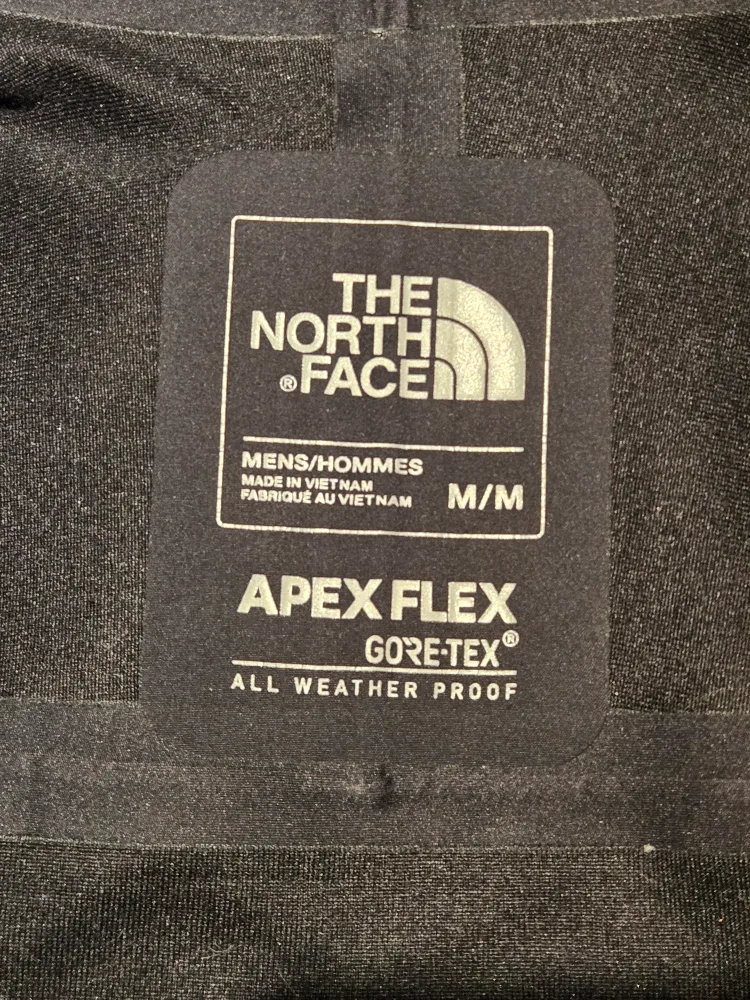 THE
NORTH
® FACE
MENS/HOMMES
MADE IN VIETNAM
FABRIQUÉ AU VIETNAM
M/M
APEX FLEX
GORE-TEX®
ALL WEATHER PROOF